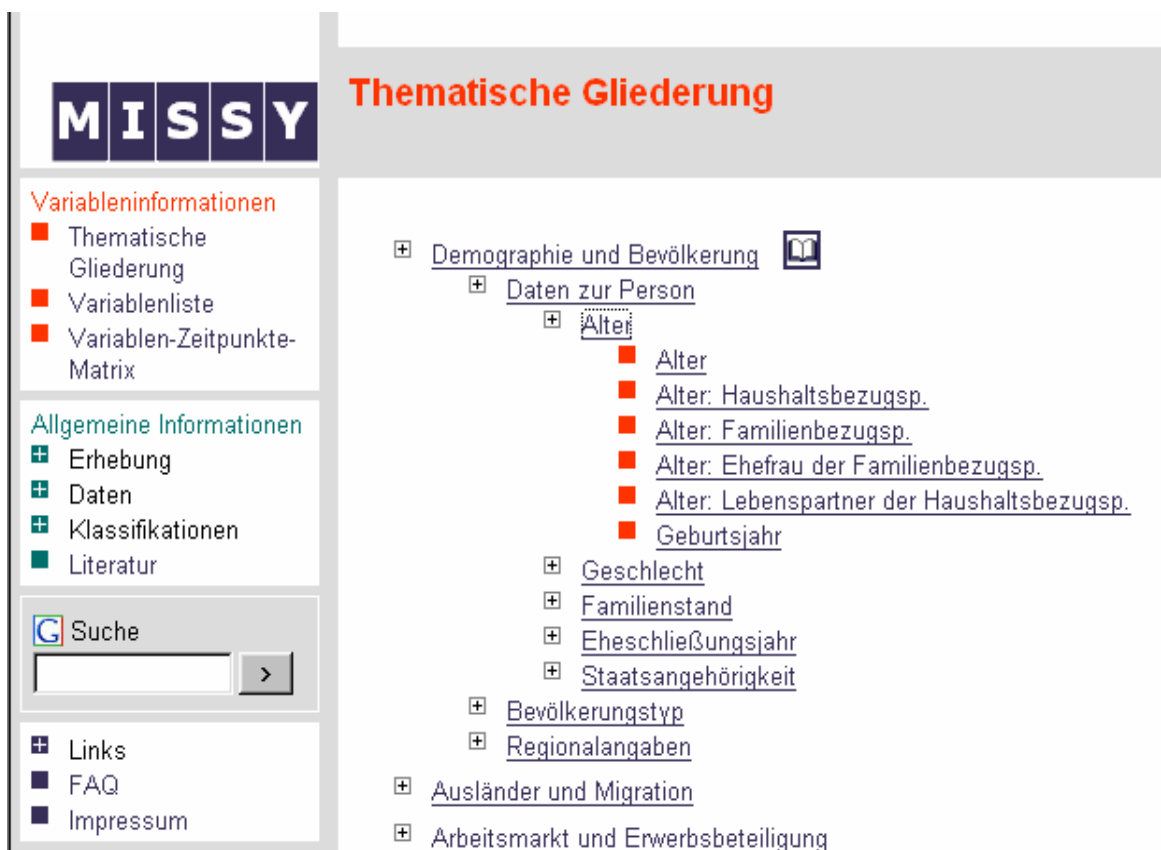 MISSY
Thematische Gliederung
Variableninformationen
Thematische
Gliederung
Variablenliste
Variablen-Zeitpunkte-
Matrix
Allgemeine Informationen
Erhebung
Daten
Klassifikationen
Literatur
G Suche
>
Links
FAQ
Impressum
Demographie und Bevölkerung
Daten zur Person
Alter
Alter
Alter: Haushaltsbezugsp.
Alter: Familienbezugsp.
Alter: Ehefrau der Familienbezugsp.
Alter: Lebenspartner der Haushaltsbezugsp.
Geburtsjahr
Geschlecht
Familienstand
Eheschließungsjahr
Staatsangehörigkeit
Bevölkerungstyp
Regionalangaben
Ausländer und Migration
Arbeitsmarkt und Erwerbsbeteiligung